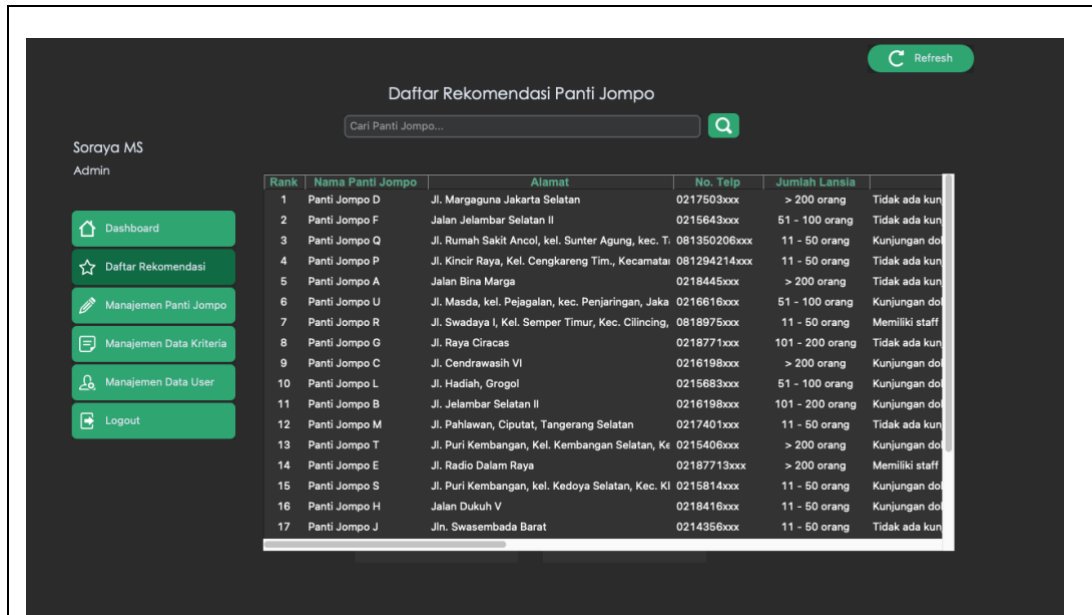 Refresh
Daftar Rekomendasi Panti Jompo
Cari Panti Jompo...
Soraya MS
Admin
Dashboard
Daftar Rekomendasi
Manajemen Panti Jompo
Manajemen Data Kriteria
Manajemen Data User
Logout
Rank Nama Panti Jompo Alamat No. Telp Jumlah Lansia
1 Panti Jompo D Jl. Margaguna Jakarta Selatan 0217503xxx > 200 orang Tidak ada kun
2 Panti Jompo F Jalan Jelambar Selatan II 0215643xxx 51 - 100 orang Tidak ada kun
3 Panti Jompo Q Jl. Rumah Sakit Ancol, kel. Sunter Agung, kec. T 081350206xxx 11 - 50 orang Kunjungan dok
4 Panti Jompo P Jl. Kincir Raya, Kel. Cengkareng Tim., Kecamata 081294214xxx 11 - 50 orang Tidak ada kun
5 Panti Jompo A Jalan Bina Marga 0218445xxx > 200 orang Tidak ada kun
6 Panti Jompo U Jl. Masda, kel. Pejagalan, kec. Penjaringan, Jaka 0216616xxx 51 - 100 orang Kunjungan dok
7 Panti Jompo R Jl. Swadaya I, Kel. Semper Timur, Kec. Cilincing, 0818975xxx 11 - 50 orang Memiliki staff
8 Panti Jompo G Jl. Raya Ciracas 0218771xxx 101 - 200 orang Tidak ada kun
9 Panti Jompo C Jl. Cendrawasih VI 0216198xxx > 200 orang Kunjungan dok
10 Panti Jompo L Jl. Hadiah, Grogol 0215683xxx 51 - 100 orang Kunjungan dok
11 Panti Jompo B Jl. Jelambar Selatan II 0216198xxx 101 - 200 orang Kunjungan dok
12 Panti Jompo M Jl. Pahlawan, Ciputat, Tangerang Selatan 0217401xxx 11 - 50 orang Tidak ada kun
13 Panti Jompo T Jl. Puri Kembangan, Kel. Kembangan Selatan, Ke 0215406xxx > 200 orang Kunjungan dok
14 Panti Jompo E Jl. Radio Dalam Raya 02187713xxx > 200 orang Memiliki staff
15 Panti Jompo S Jl. Puri Kembangan, kel. Kedoya Selatan, Kec. 0215814xxx 11 - 50 orang Kunjungan dok
16 Panti Jompo H Jalan Dukuh V 0218416xxx 11 - 50 orang Kunjungan dok
17 Panti Jompo J Jln. Swasembada Barat 0214356xxx 11 - 50 orang Tidak ada kun